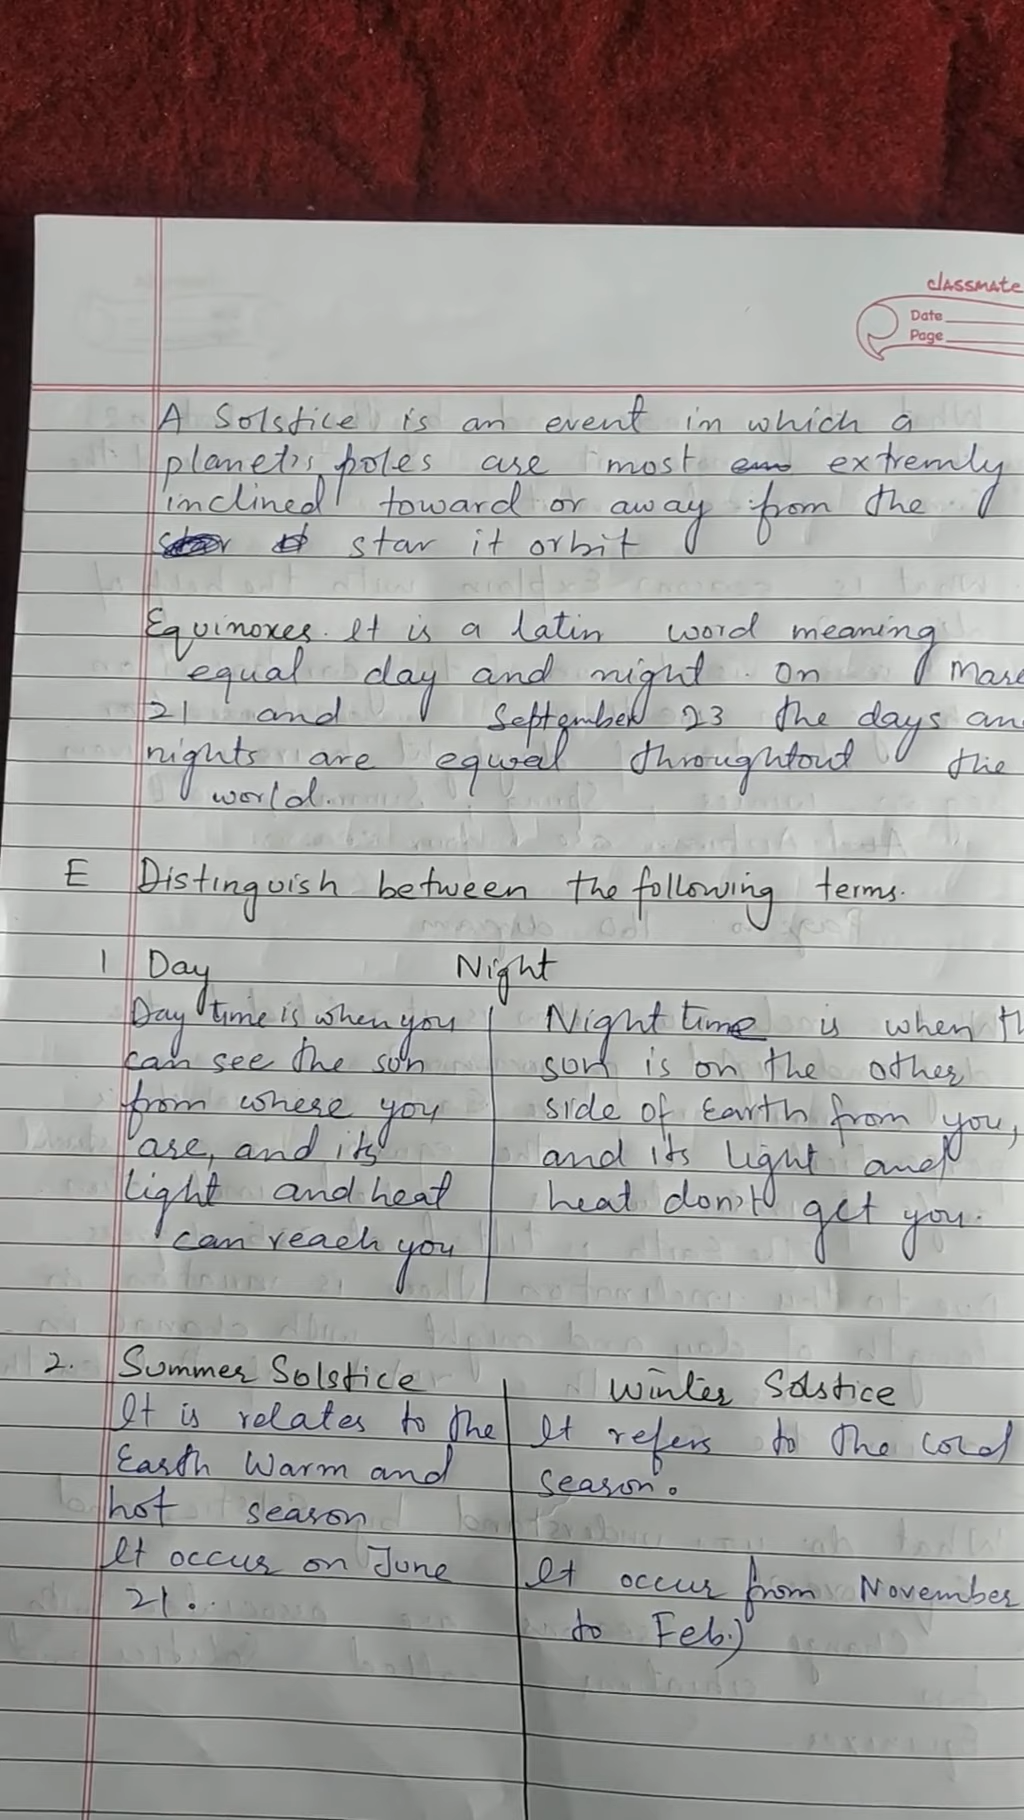 classmate
Date
Page
A Solstice is an event in which a
planet's poles are most extremly
inclined toward or away from the
star it orbit
Equinoxes. It is a latin word meaning
equal day and night. On Marc
21 and September 23 the days an
nights are equal throughtout the
world.
E Distinguish between the following terms.
1 Day Night
Day time is when you
can see the sun
from where you
are, and its
light and heat
can reach you
Night time is when th
sun is on the other
side of Earth from you,
and its light and
heat don't get you.
2. Summer Solstice
It is relates to the
Earth Warm and
hot season
It occur on June
21.
Winter Solstice
It refers to the cold
season.
It occur from November
to Feb.)